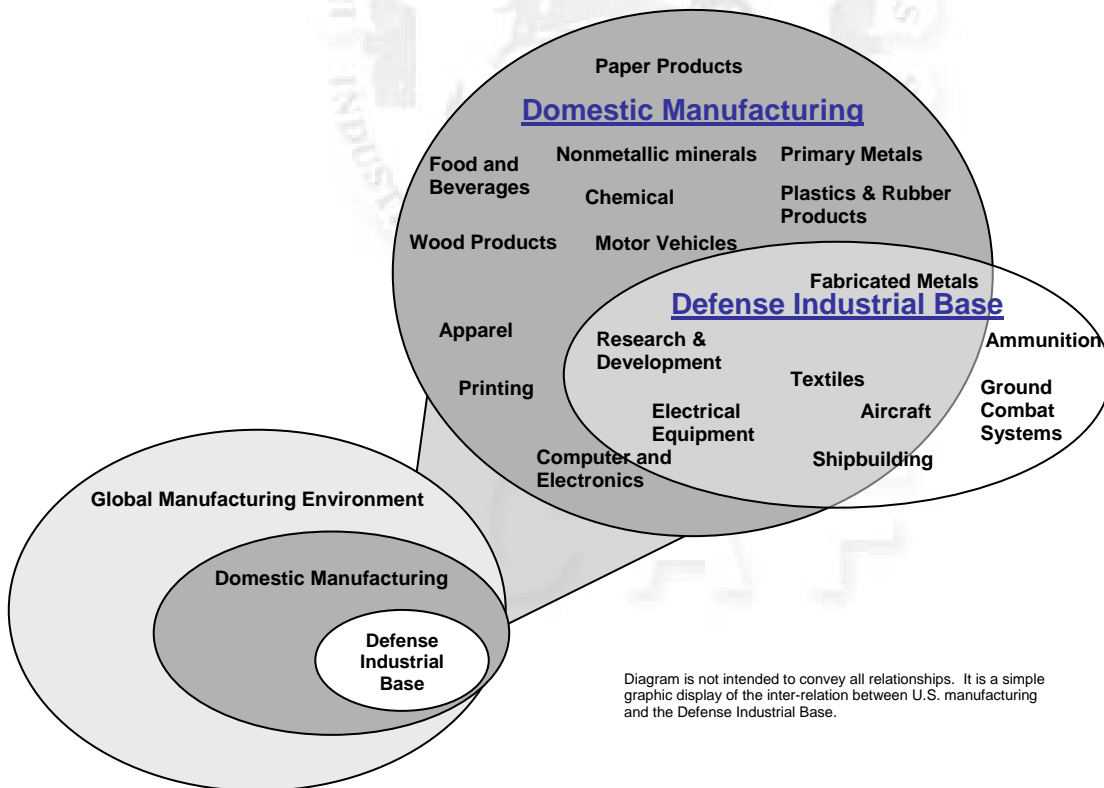 Paper Products
Domestic Manufacturing
Food and
Beverages
Nonmetallic minerals
Primary Metals
Chemical
Plastics & Rubber
Products
Wood Products
Motor Vehicles
Fabricated Metals
Defense Industrial Base
Apparel
Research &
Development
Ammunition
Printing
Textiles
Ground
Combat
Systems
Electrical
Equipment
Aircraft
Computer and
Electronics
Shipbuilding
Global Manufacturing Environment
Domestic Manufacturing
Defense
Industrial
Base
Diagram is not intended to convey all relationships.  It is a simple
graphic display of the inter-relation between U.S. manufacturing
and the Defense Industrial Base.